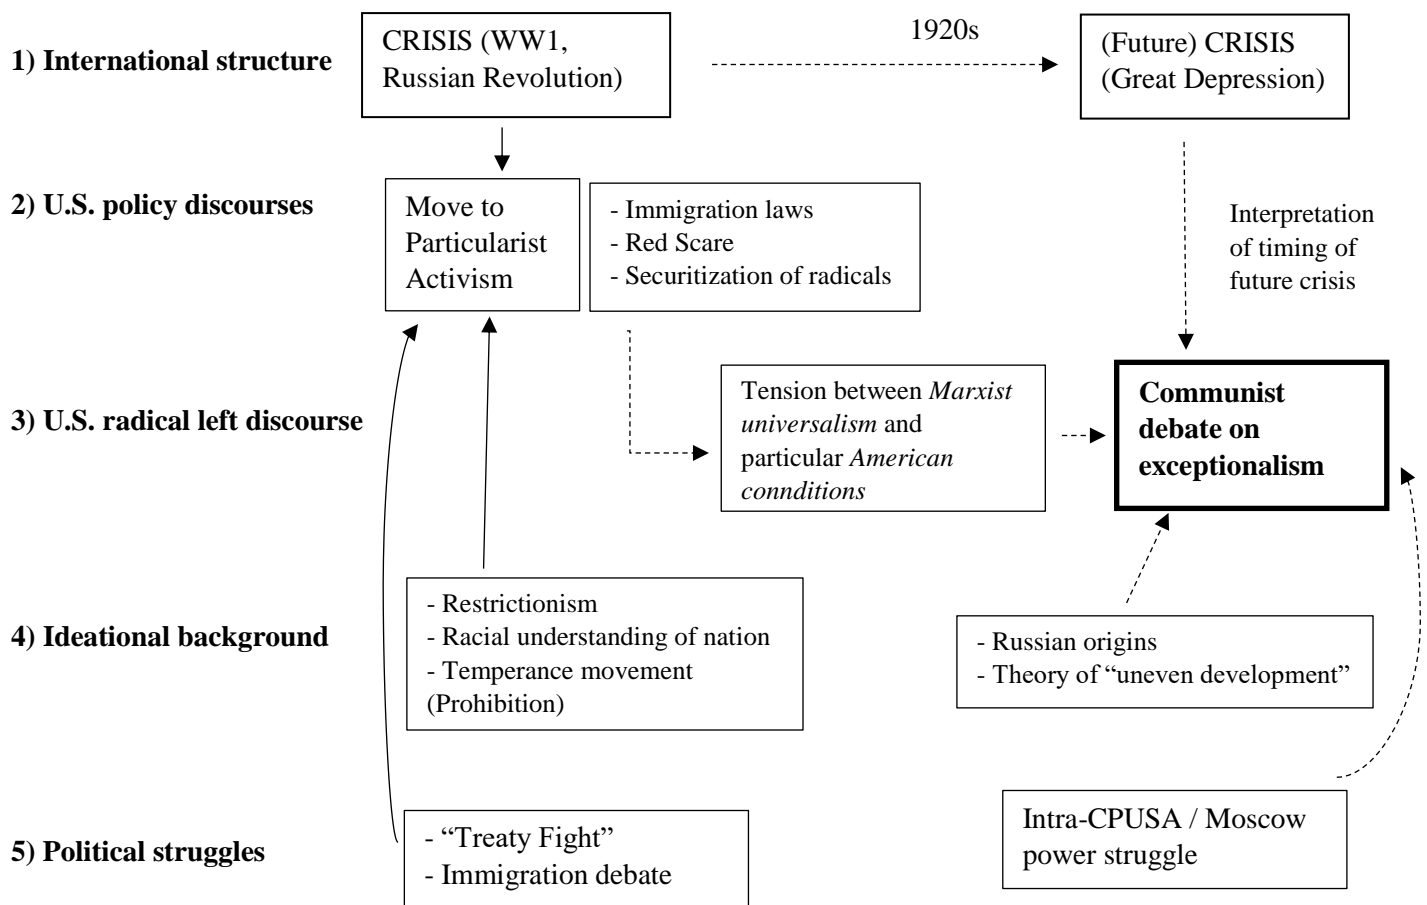 1) International structure
CRISIS (WW1,
Russian Revolution)
1920s
(Future) CRISIS
(Great Depression)
2) U.S. policy discourses
Move to
Particularist
Activism
- Immigration laws
- Red Scare
- Securitization of radicals
Interpretation
of timing of
future crisis
3) U.S. radical left discourse
Tension between Marxist
universalism and
particular American
connditions
Communist
debate on
exceptionalism
4) Ideational background
- Restrictionism
- Racial understanding of nation
- Temperance movement
(Prohibition)
- Russian origins
- Theory of “uneven development”
5) Political struggles
- “Treaty Fight”
- Immigration debate
Intra-CPUSA / Moscow
power struggle